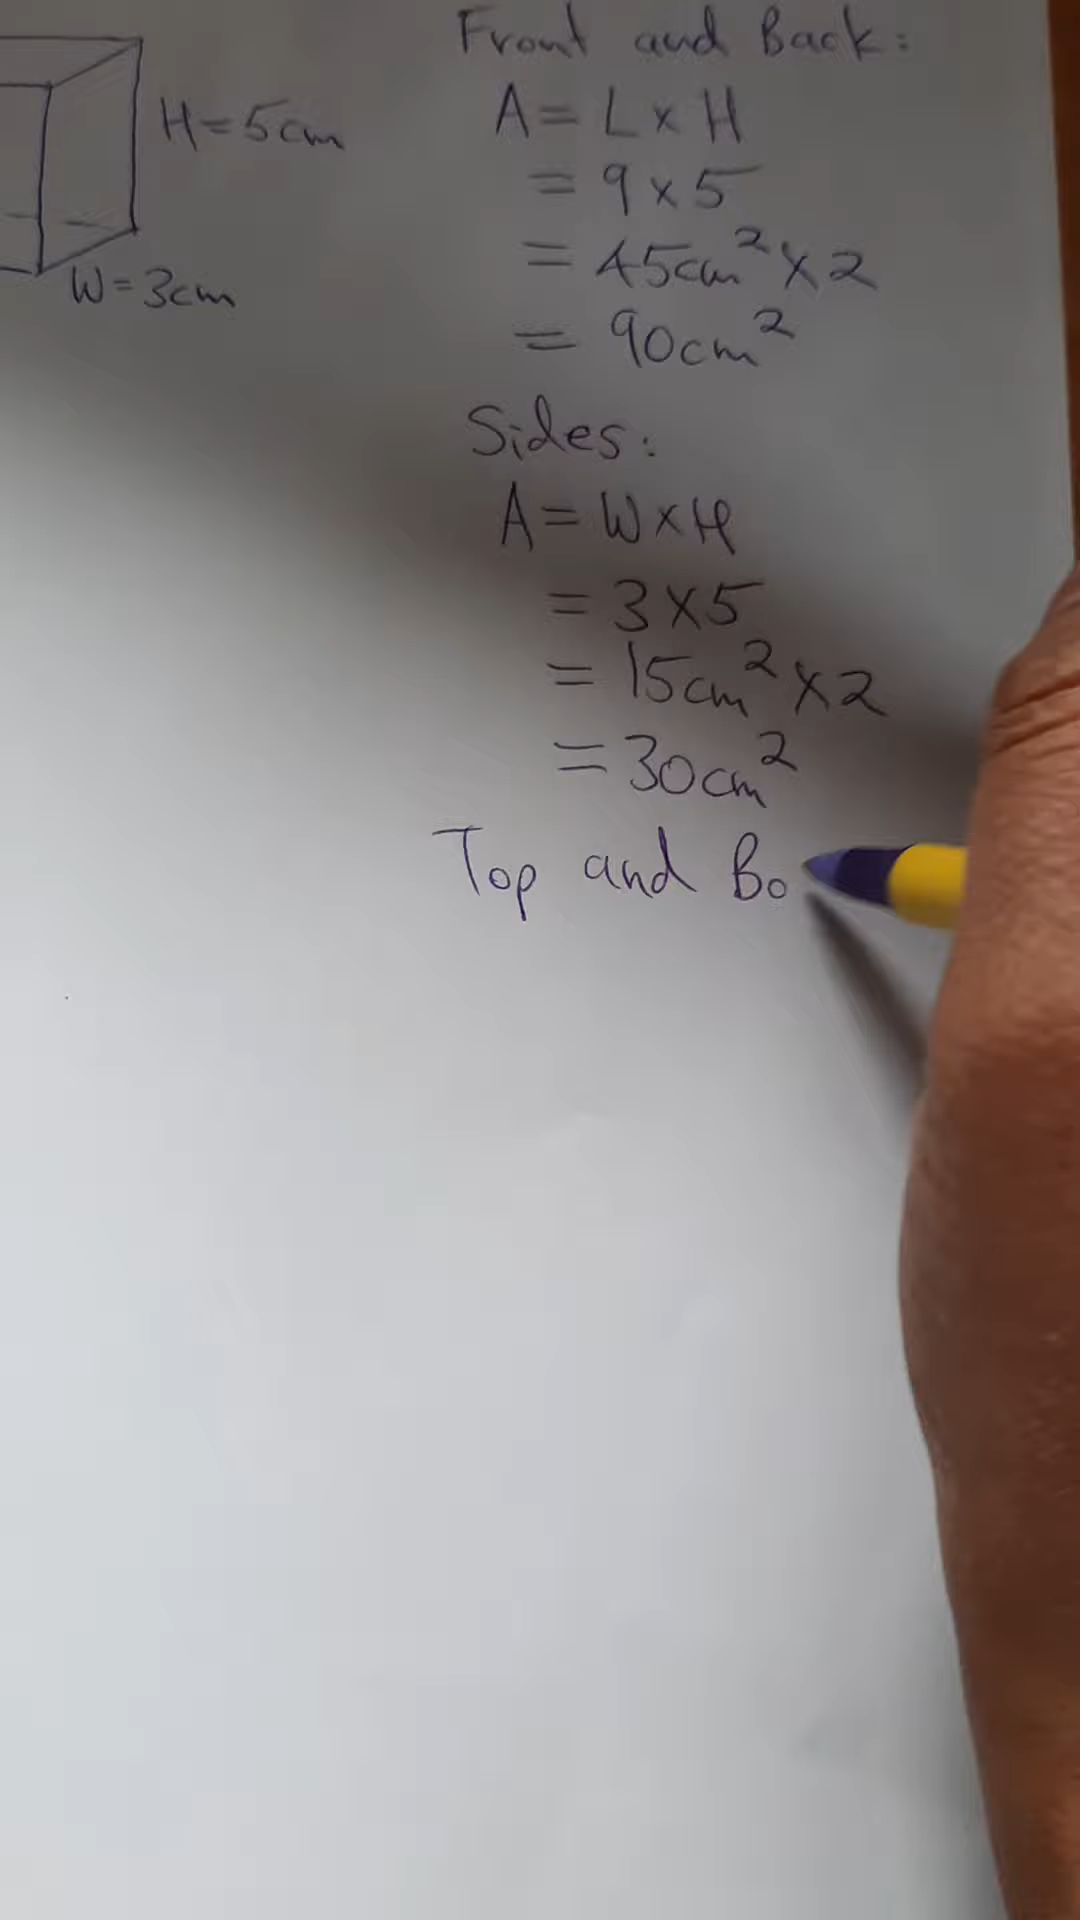 H=5cm
W=3cm
Front and Back:
A=L×H
=9×5
=45cm²×2
=90cm²
Sides:
A=W×H
=3×5
=15cm²×2
=30cm²
Top and Bo